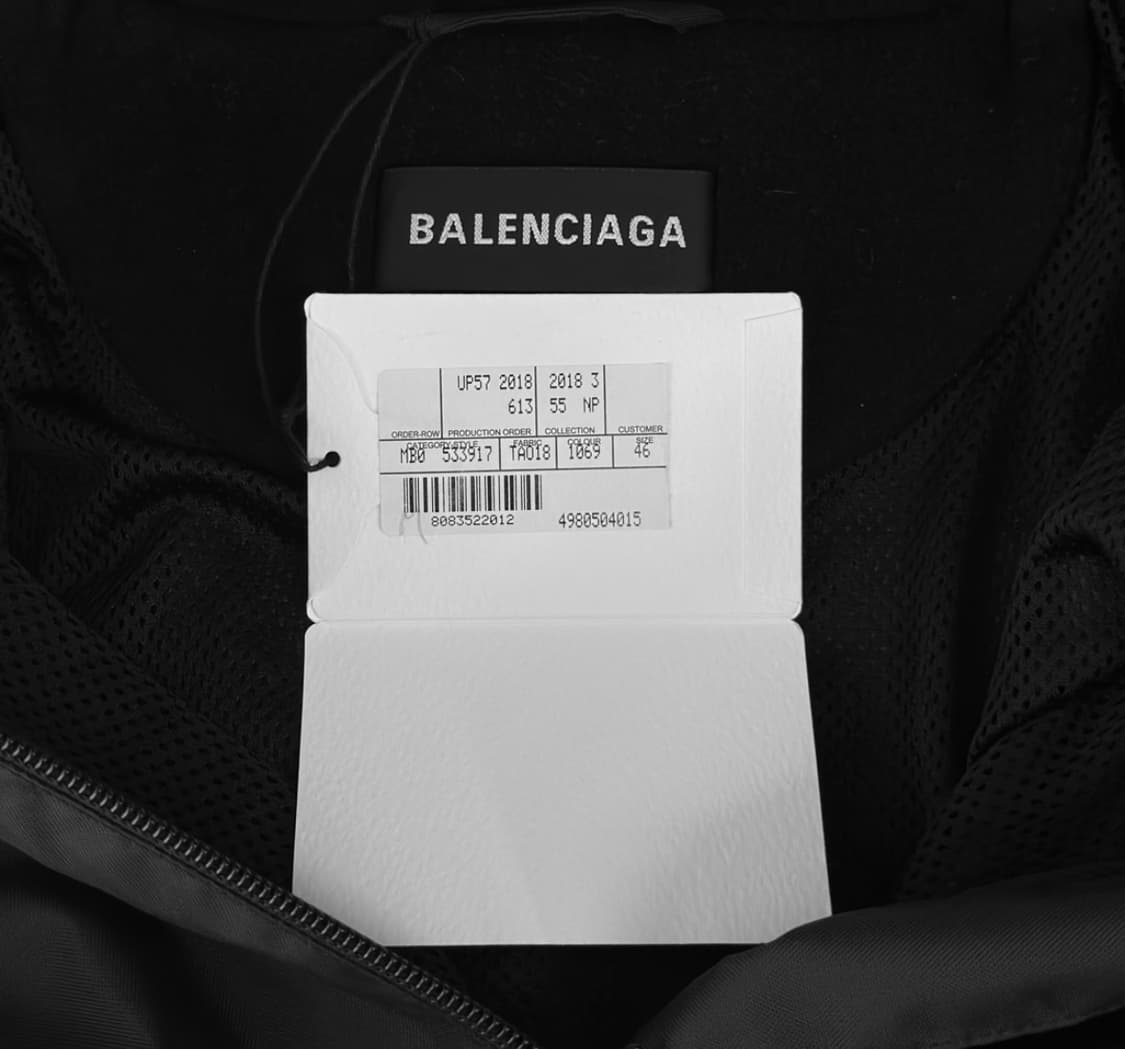 BALENCIAGA
UP57 2018 2018 3
613 55 NP
ORDER-ROW PRODUCTION ORDER COLLECTION CUSTOMER
CATEGORY-STYLE FABRIC COLOUR SIZE
MB0 533917 TAO18 1069 46
8083522012 4980504015